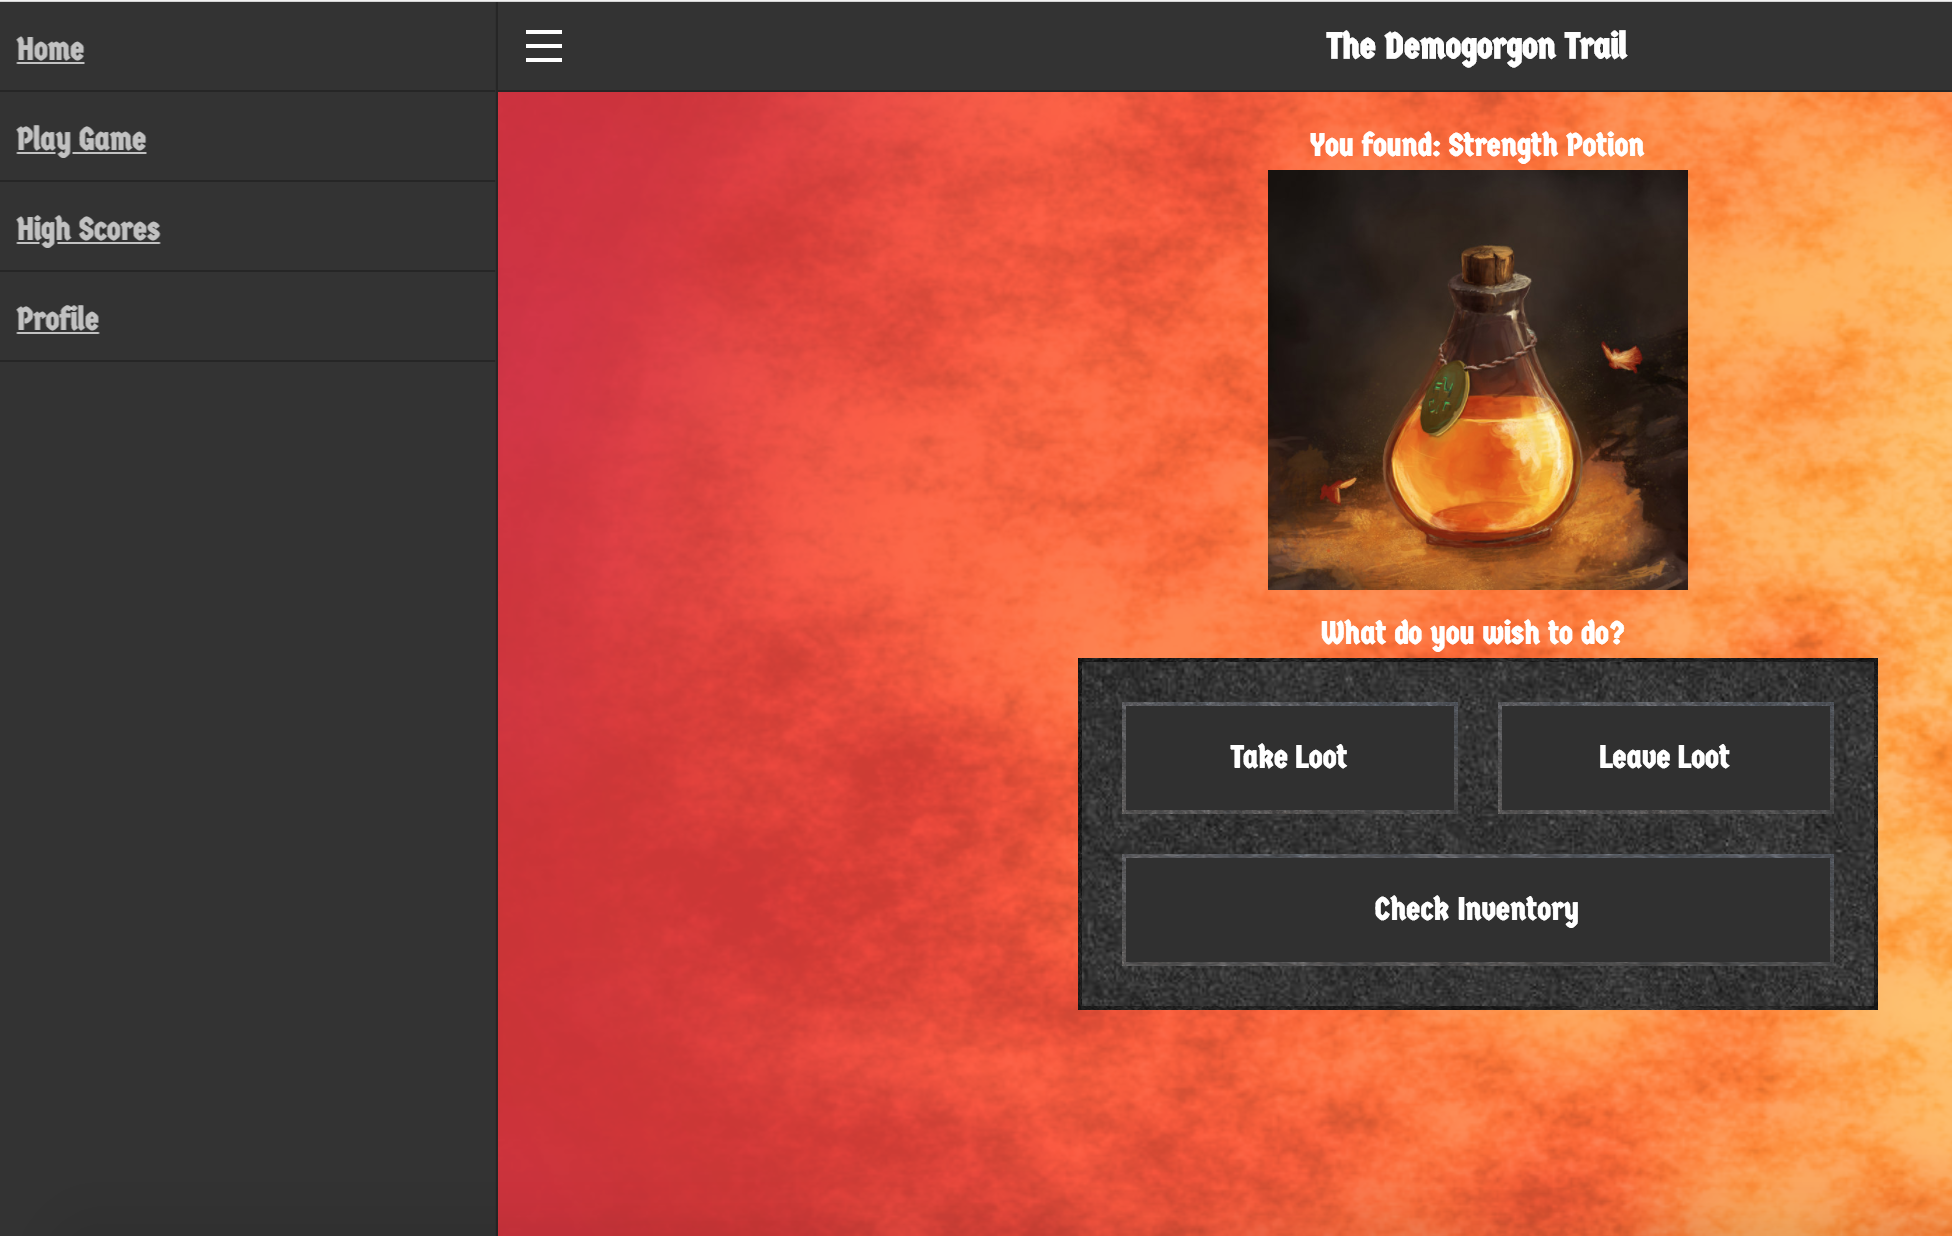 Home
Play Game
High Scores
Profile
The Demogorgon Trail
You found: Strength Potion
What do you wish to do?
Take Loot
Leave Loot
Check Inventory